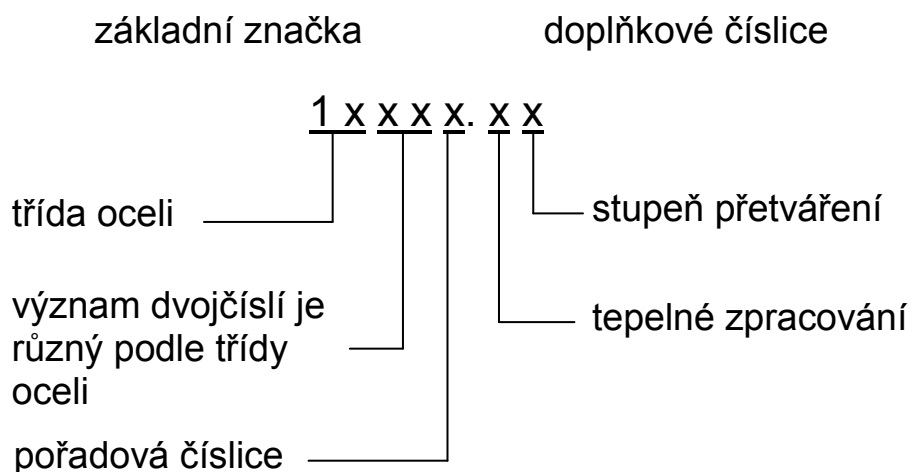 základní značka
doplňkové číslice
1 x x x x. x x
třída oceli
stupeň přetváření
význam dvojčíslí je
různý podle třídy
oceli
tepelné zpracování
pořadová číslice